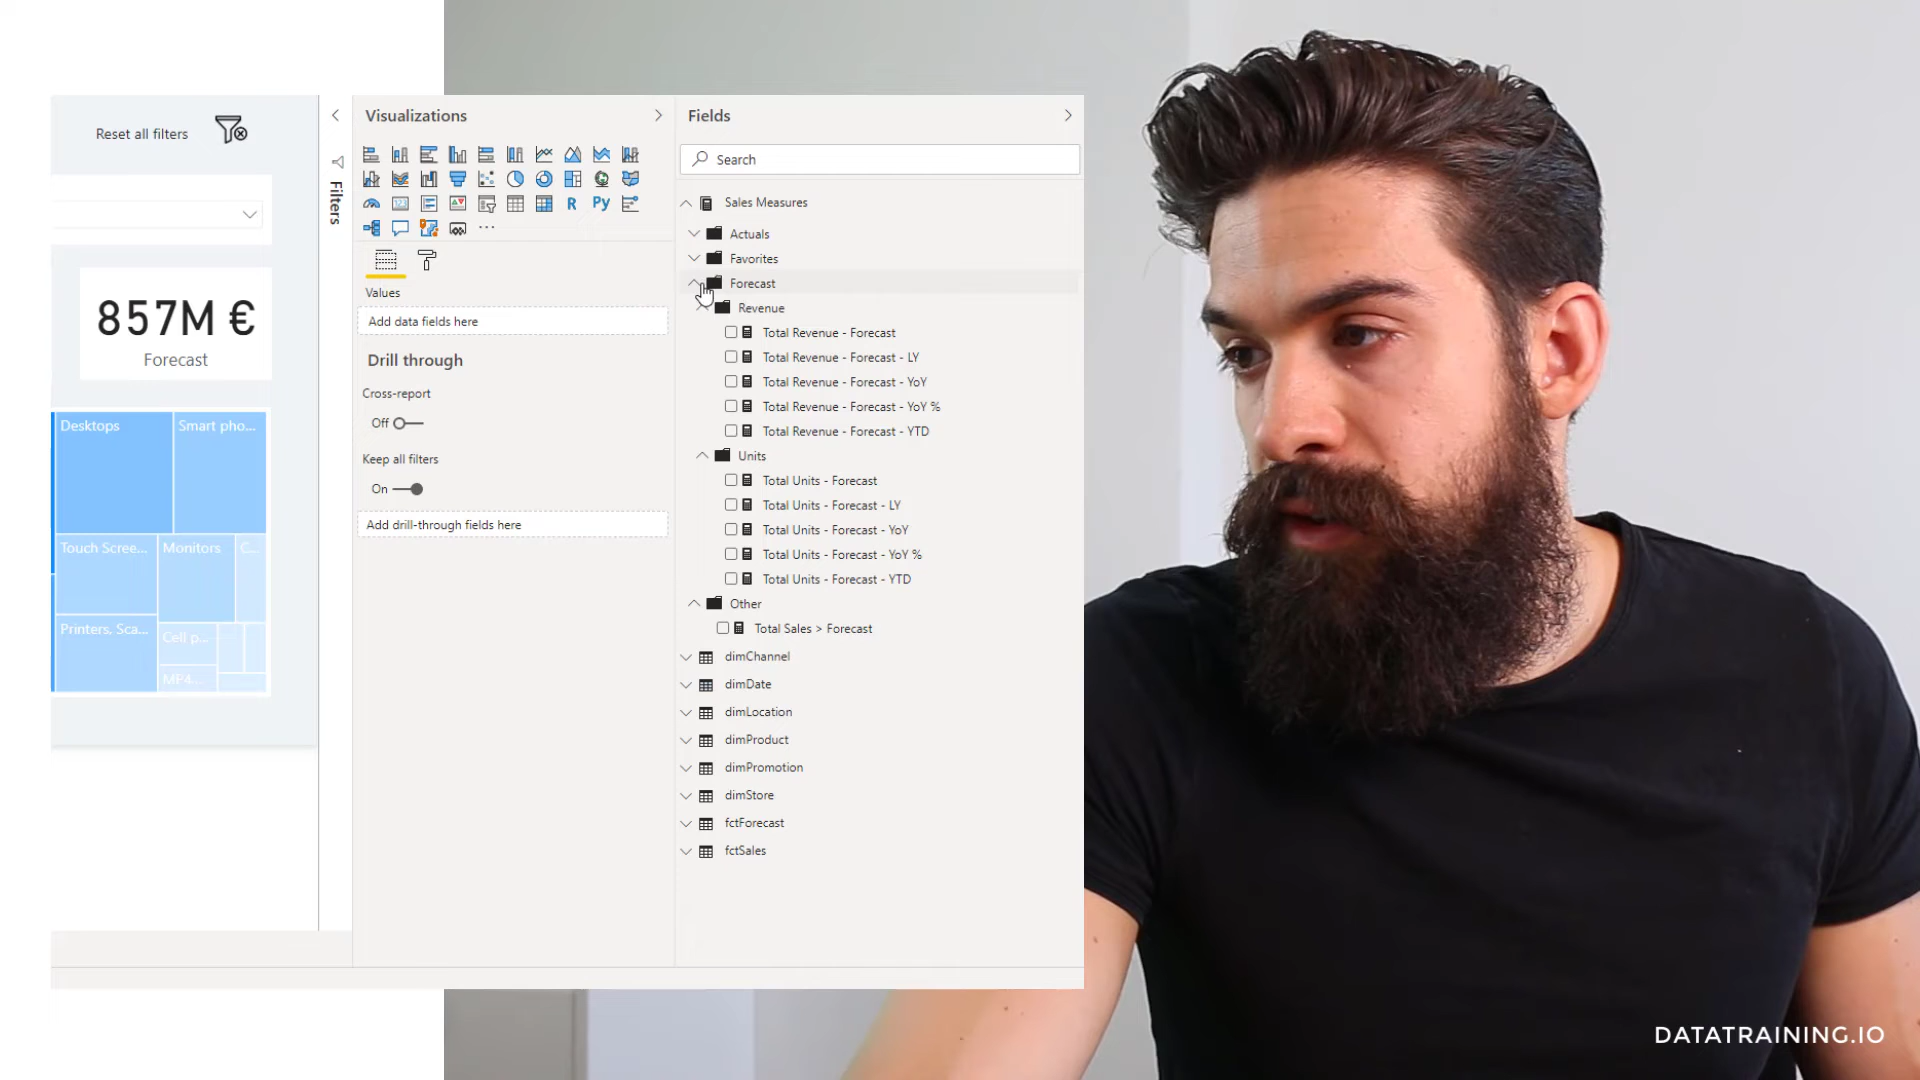 Reset all filters
857M €
Forecast
Desktops
Smart pho...
Touch Scree...
Monitors
C...
Printers, Sca...
Cell p...
MP4...
Filters
Visualizations
R
Py
Values
Add data fields here
Drill through
Cross-report
Off
Keep all filters
On
Add drill-through fields here
Fields
Search
Sales Measures
Actuals
Favorites
Forecast
Revenue
Total Revenue - Forecast
Total Revenue - Forecast - LY
Total Revenue - Forecast - YoY
Total Revenue - Forecast - YoY %
Total Revenue - Forecast - YTD
Units
Total Units - Forecast
Total Units - Forecast - LY
Total Units - Forecast - YoY
Total Units - Forecast - YoY %
Total Units - Forecast - YTD
Other
Total Sales > Forecast
dimChannel
dimDate
dimLocation
dimProduct
dimPromotion
dimStore
fctForecast
fctSales
DATATRAINING.IO